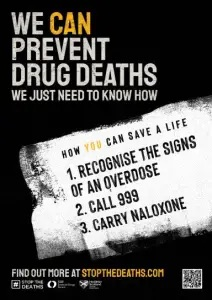 WE CAN
PREVENT
DRUG DEATHS
WE JUST NEED TO KNOW HOW
HOW YOU CAN SAVE A LIFE
1. RECOGNISE THE SIGNS
OF AN OVERDOSE
2. CALL 999
3. CARRY NALOXONE
FIND OUT MORE AT STOPTHEDEATHS.COM
STOP THE
DEATHS